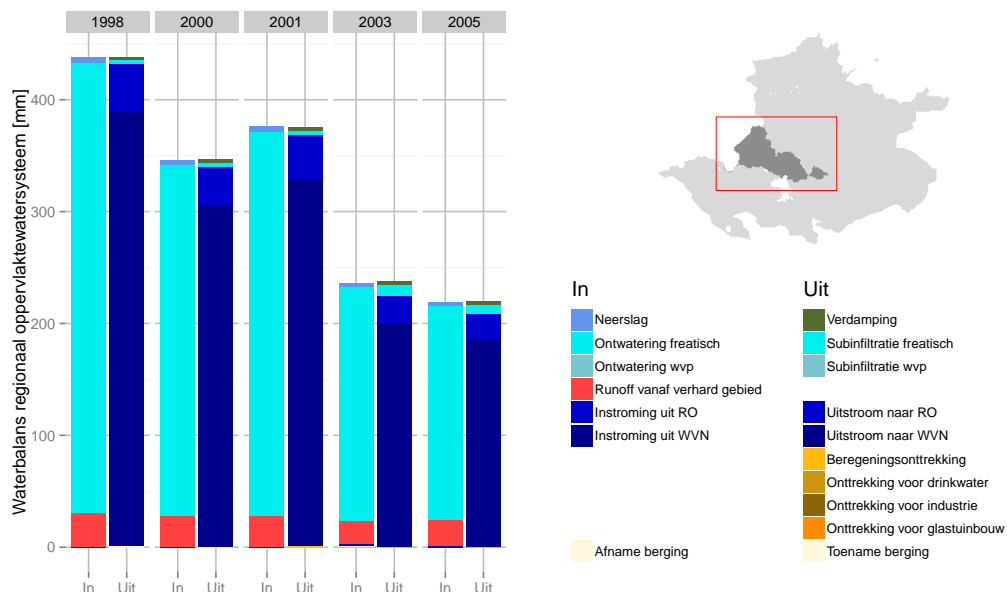 1998 2000 2001 2003 2005
Waterbalans regionaal oppervlaktewatersysteem [mm]
400
300
200
100
0
In Uit In Uit In Uit In Uit In Uit
In
Neerslag
Ontwatering freatisch
Ontwatering wvp
Runoff vanaf verhard gebied
Instroming uit RO
Instroming uit WVN
Afname berging
Uit
Verdamping
Subinfiltratie freatisch
Subinfiltratie wvp
Uitstroom naar RO
Uitstroom naar WVN
Beregeningsonttrekking
Onttrekking voor drinkwater
Onttrekking voor industrie
Onttrekking voor glastuinbouw
Toename berging